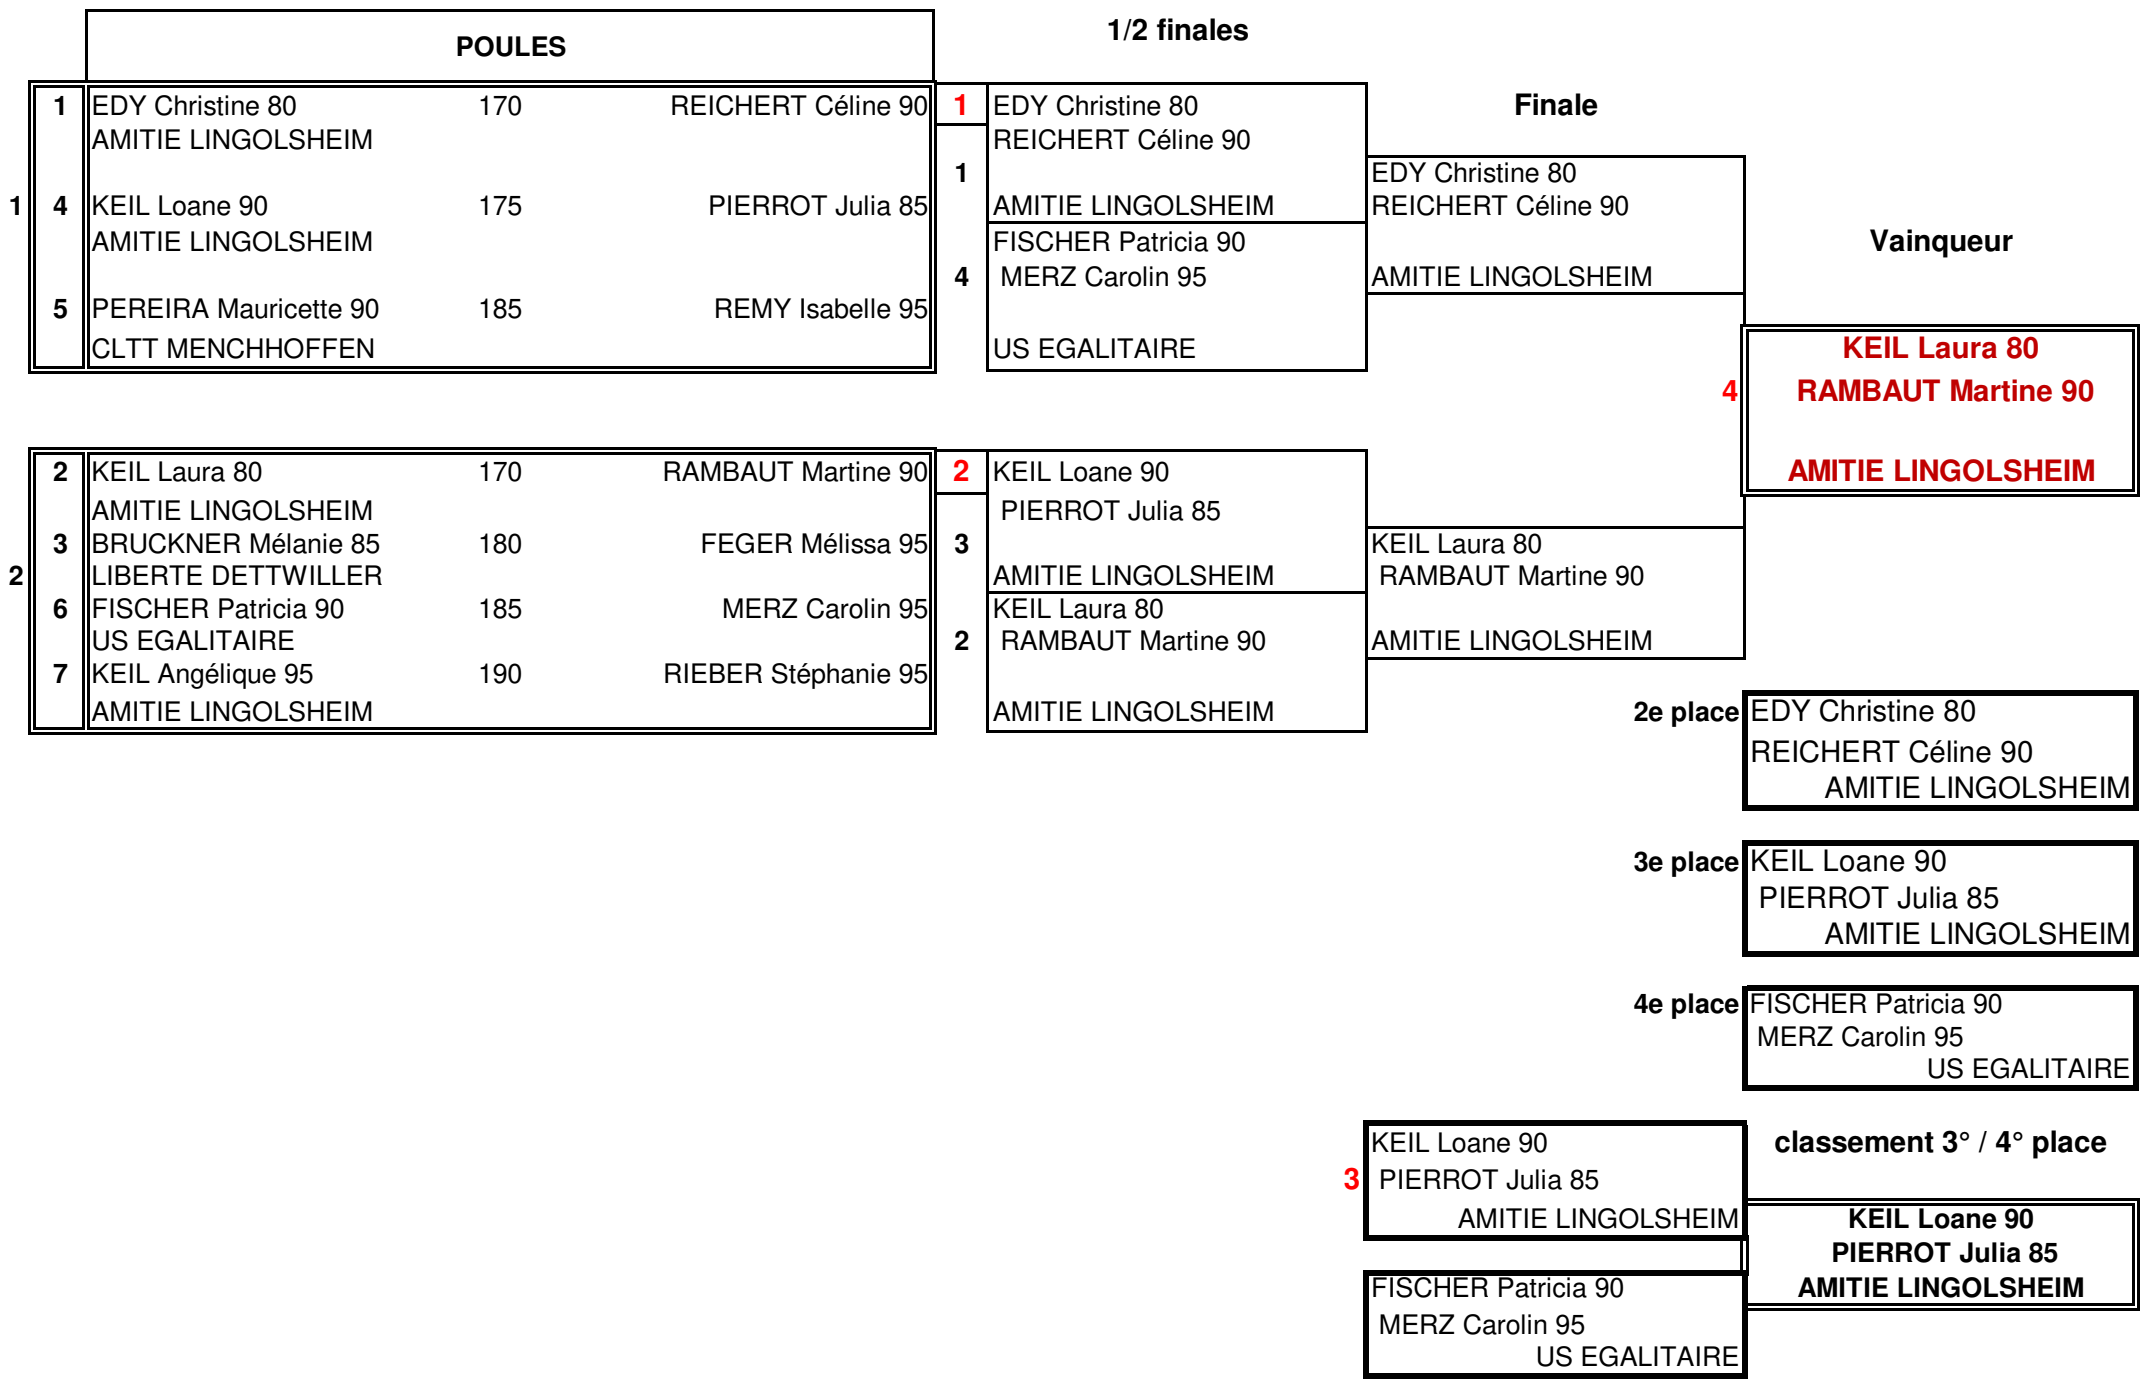 POULES
1/2 finales
1 EDY Christine 80 170 REICHERT Céline 90
AMITIE LINGOLSHEIM
1 4 KEIL Loane 90 175 PIERROT Julia 85
AMITIE LINGOLSHEIM
5 PEREIRA Mauricette 90 185 REMY Isabelle 95
CLTT MENCHHOFFEN
2 KEIL Laura 80 170 RAMBAUT Martine 90
AMITIE LINGOLSHEIM
3 BRUCKNER Mélanie 85 180 FEGER Mélissa 95
2 LIBERTE DETTWILLER
6 FISCHER Patricia 90 185 MERZ Carolin 95
US EGALITAIRE
7 KEIL Angélique 95 190 RIEBER Stéphanie 95
AMITIE LINGOLSHEIM
1 EDY Christine 80
REICHERT Céline 90
1
AMITIE LINGOLSHEIM
FISCHER Patricia 90
4 MERZ Carolin 95
US EGALITAIRE
2 KEIL Loane 90
PIERROT Julia 85
3
AMITIE LINGOLSHEIM
KEIL Laura 80
2 RAMBAUT Martine 90
AMITIE LINGOLSHEIM
Finale
EDY Christine 80
REICHERT Céline 90
AMITIE LINGOLSHEIM
KEIL Laura 80
RAMBAUT Martine 90
AMITIE LINGOLSHEIM
Vainqueur
KEIL Laura 80
4 RAMBAUT Martine 90
AMITIE LINGOLSHEIM
2e place EDY Christine 80
REICHERT Céline 90
AMITIE LINGOLSHEIM
3e place KEIL Loane 90
PIERROT Julia 85
AMITIE LINGOLSHEIM
4e place FISCHER Patricia 90
MERZ Carolin 95
US EGALITAIRE
KEIL Loane 90
3 PIERROT Julia 85
AMITIE LINGOLSHEIM
FISCHER Patricia 90
MERZ Carolin 95
US EGALITAIRE
classement 3° / 4° place
KEIL Loane 90
PIERROT Julia 85
AMITIE LINGOLSHEIM